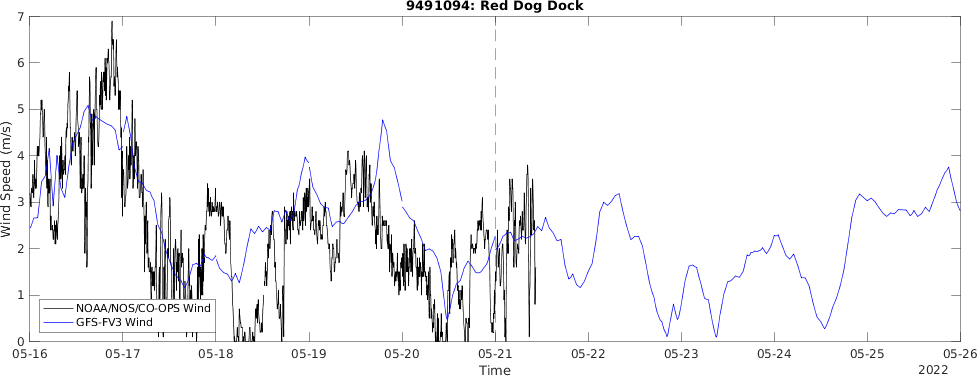 9491094: Red Dog Dock
7
6
5
4
3
2
1
0
Wind Speed (m/s)
NOAA/NOS/CO-OPS Wind
GFS-FV3 Wind
05-16 05-17 05-18 05-19 05-20 05-21 05-22 05-23 05-24 05-25 05-26
Time
2022